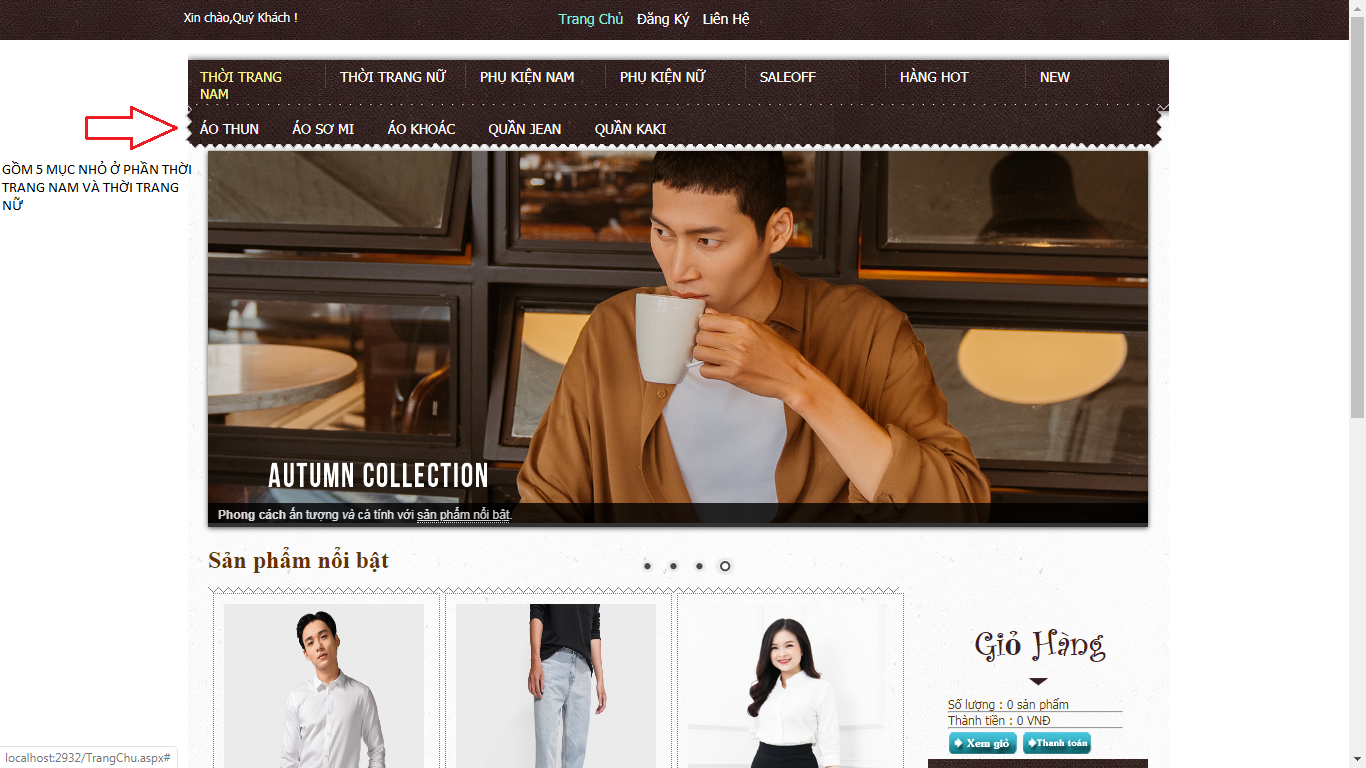 Xin chào,Quý Khách !
Trang Chủ Đăng Ký Liên Hệ
THỜI TRANG NAM THỜI TRANG NỮ PHỤ KIỆN NAM PHỤ KIỆN NỮ SALEOFF HÀNG HOT NEW
ÁO THUN ÁO SƠ MI ÁO KHOÁC QUẦN JEAN QUẦN KAKI
GỒM 5 MỤC NHỎ Ở PHẦN THỜI
TRANG NAM VÀ THỜI TRANG
NỮ
AUTUMN COLLECTION
Phong cách ấn tượng và cá tính với sản phẩm nổi bật.
Sản phẩm nổi bật
Giỏ Hàng
Số lượng : 0 sản phẩm
Thành tiền : 0 VNĐ
Xem giỏ Thanh toán
localhost:2932/TrangChu.aspx#